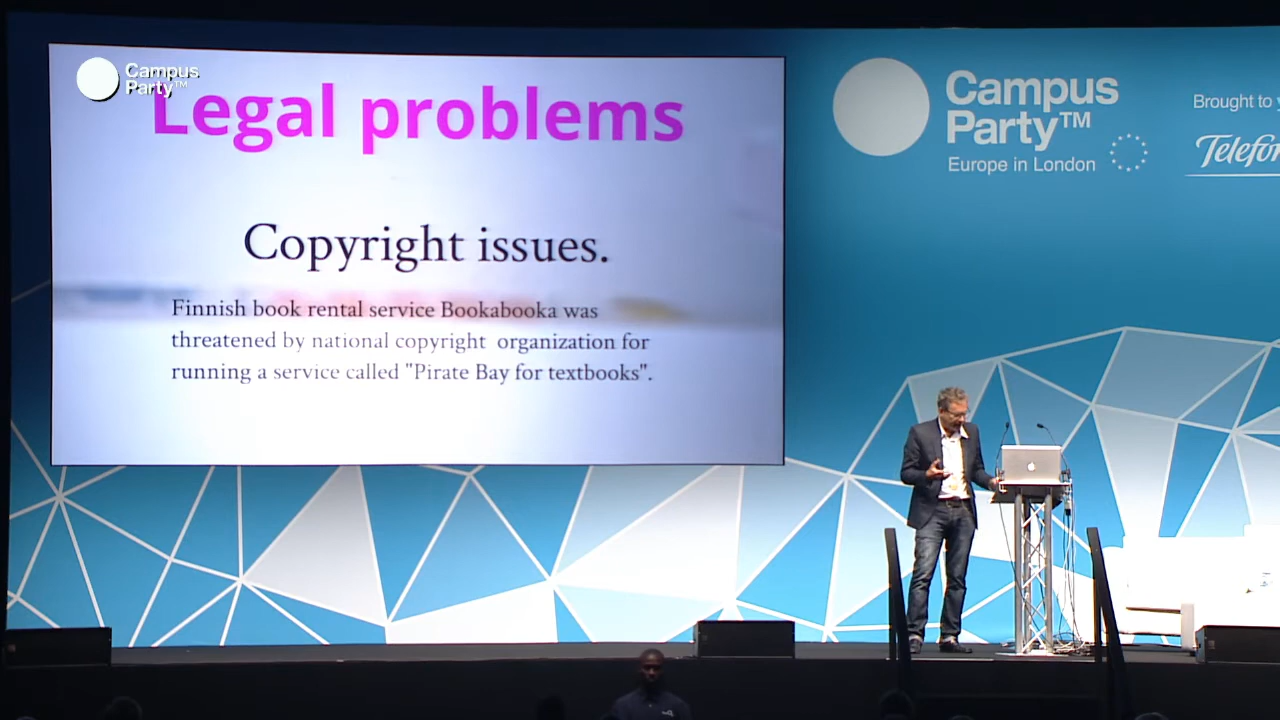 Campus
Party™
Legal problems
Copyright issues.
Finnish book rental service Bookabooka was
threatened by national copyright organization for
running a service called "Pirate Bay for textbooks".
Campus
Party™
Europe in London
Brought to
Telefón